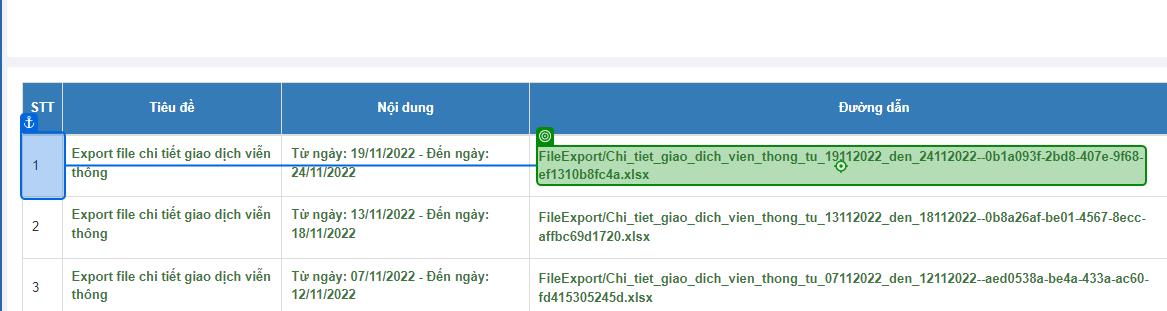 STT Tiêu đề Nội dung Đường dẫn
1 Export file chi tiết giao dịch viễn thông Từ ngày: 19/11/2022 - Đến ngày: 24/11/2022 FileExport/Chi_tiet_giao_dich_vien_thong_tu_19112022_den_24112022--0b1a093f-2bd8-407e-9f68-ef1310b8fc4a.xlsx
2 Export file chi tiết giao dịch viễn thông Từ ngày: 13/11/2022 - Đến ngày: 18/11/2022 FileExport/Chi_tiet_giao_dich_vien_thong_tu_13112022_den_18112022--0b8a26af-be01-4567-8ecc-affbc69d1720.xlsx
3 Export file chi tiết giao dịch viễn thông Từ ngày: 07/11/2022 - Đến ngày: 12/11/2022 FileExport/Chi_tiet_giao_dich_vien_thong_tu_07112022_den_12112022--aed0538a-be4a-433a-ac60-fd415305245d.xlsx